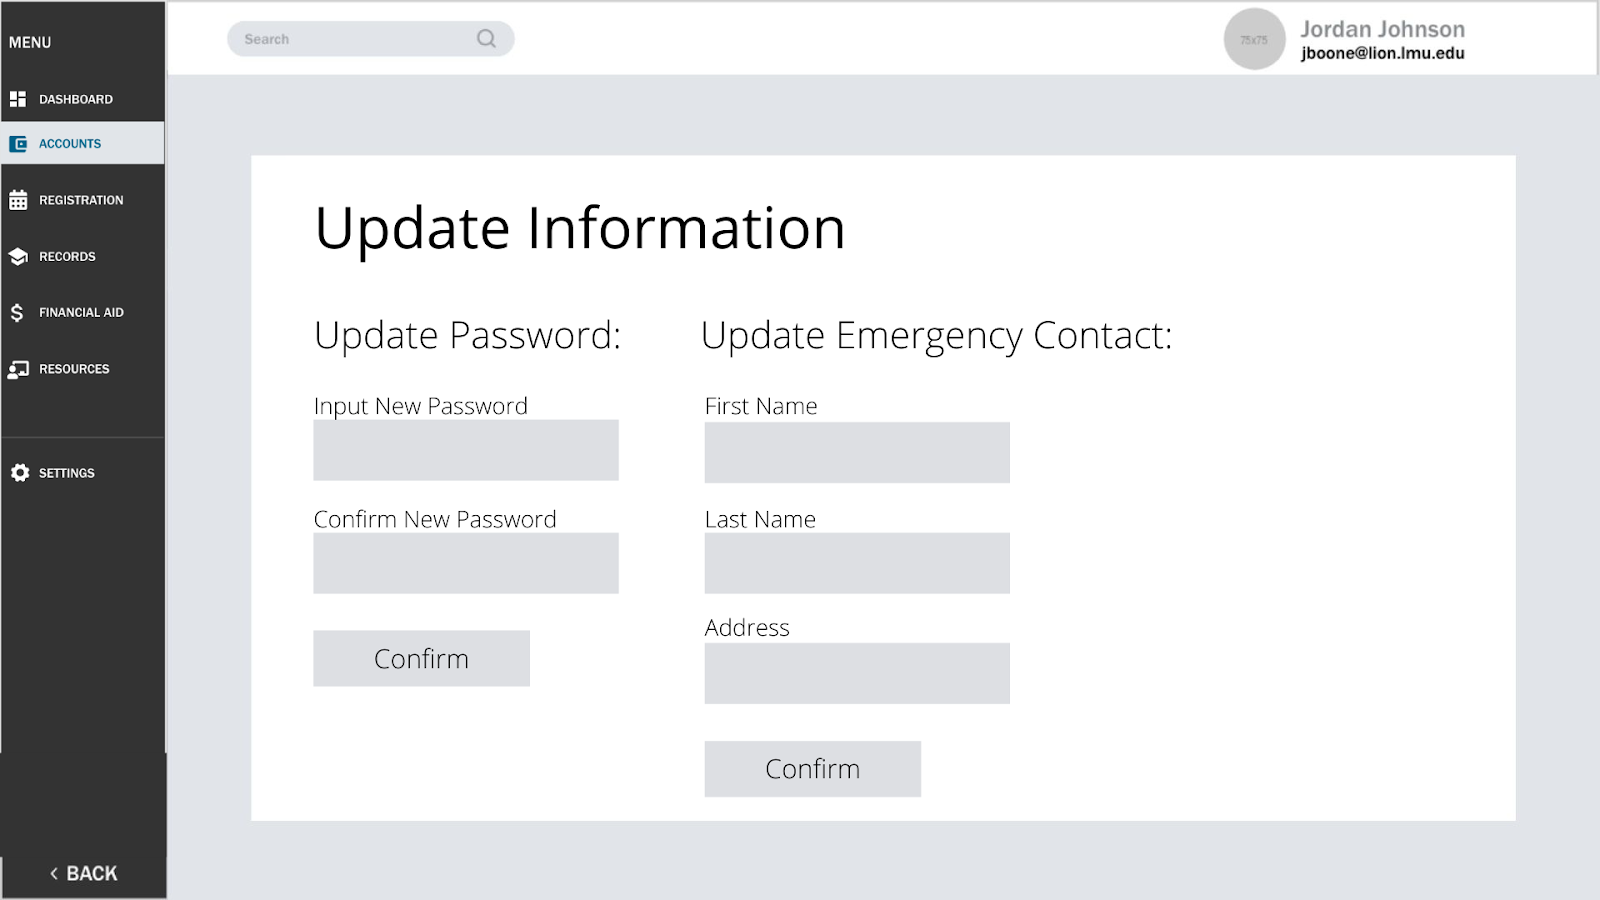 MENU
DASHBOARD
ACCOUNTS
REGISTRATION
RECORDS
FINANCIAL AID
RESOURCES
SETTINGS
< BACK
Search
75x75
Jordan Johnson
jboone@lion.lmu.edu
Update Information
Update Password:
Input New Password
Confirm New Password
Confirm
Update Emergency Contact:
First Name
Last Name
Address
Confirm